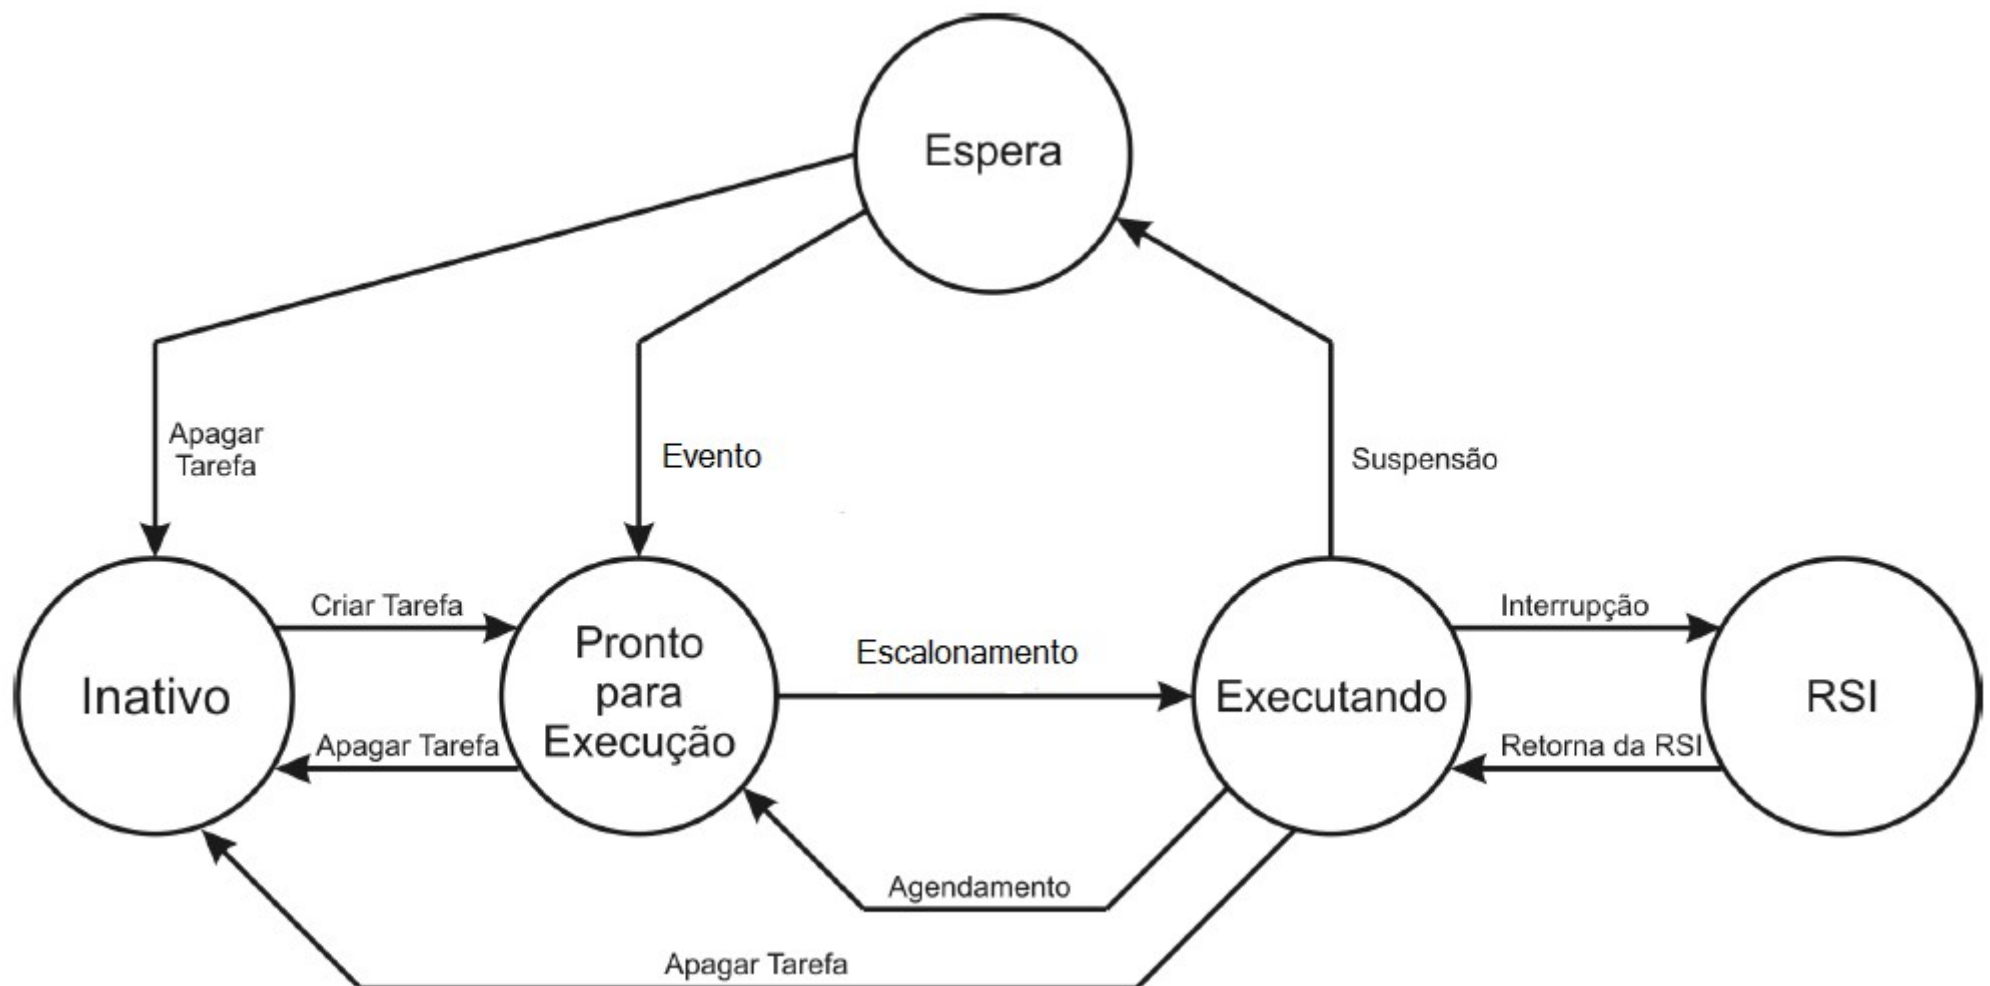 Espera
Apagar
Tarefa
Evento
Suspensão
Criar Tarefa
Interrupção
Inativo
Pronto
para
Execução
Escalonamento
Executando
RSI
Apagar Tarefa
Retorna da RSI
Agendamento
Apagar Tarefa